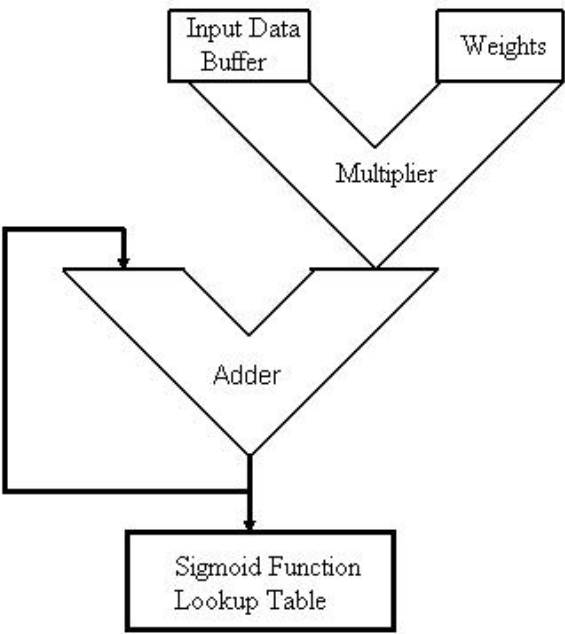 Input Data
Buffer
Weights
Multiplier
Adder
Sigmoid Function
Lookup Table